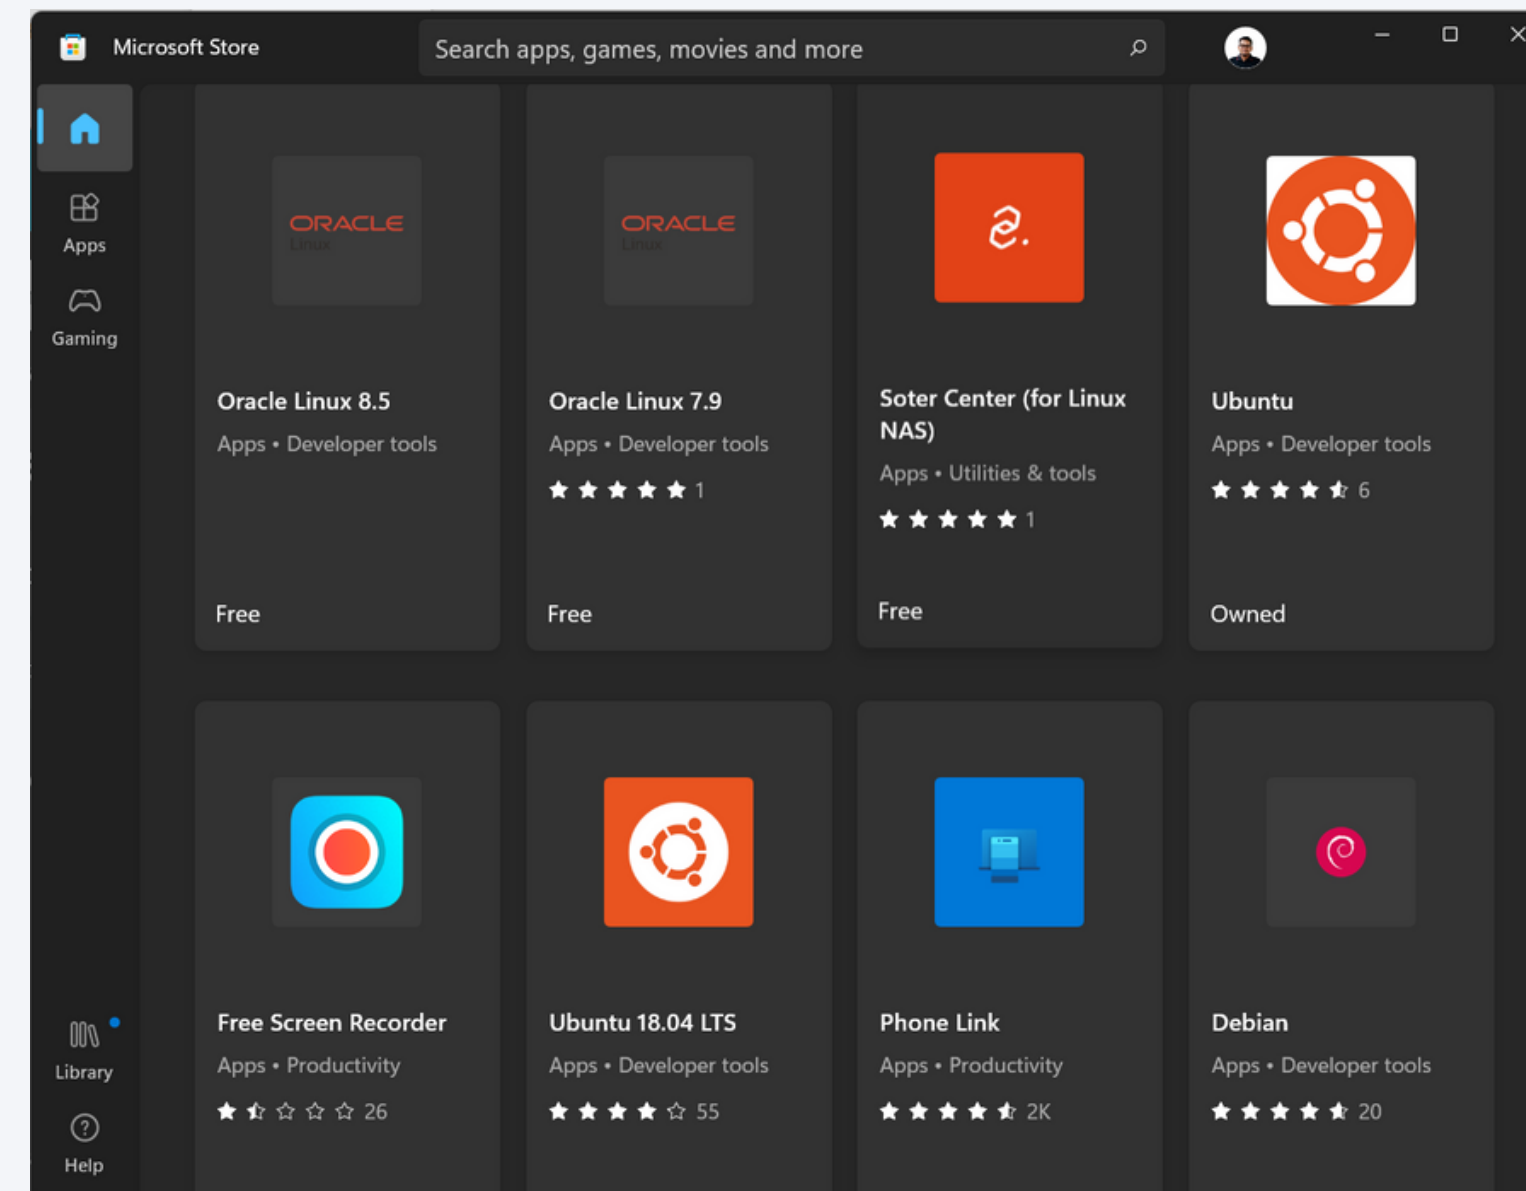 Microsoft Store
Search apps, games, movies and more
Apps
Gaming
Library
Help
ORACLE
Linux
Oracle Linux 8.5
Apps • Developer tools
Free
ORACLE
Linux
Oracle Linux 7.9
Apps • Developer tools
1
Free
Soter Center (for Linux
NAS)
Apps • Utilities & tools
1
Free
Ubuntu
Apps • Developer tools
6
Owned
Free Screen Recorder
Apps • Productivity
26
Ubuntu 18.04 LTS
Apps • Developer tools
55
Phone Link
Apps • Productivity
2K
Debian
Apps • Developer tools
20